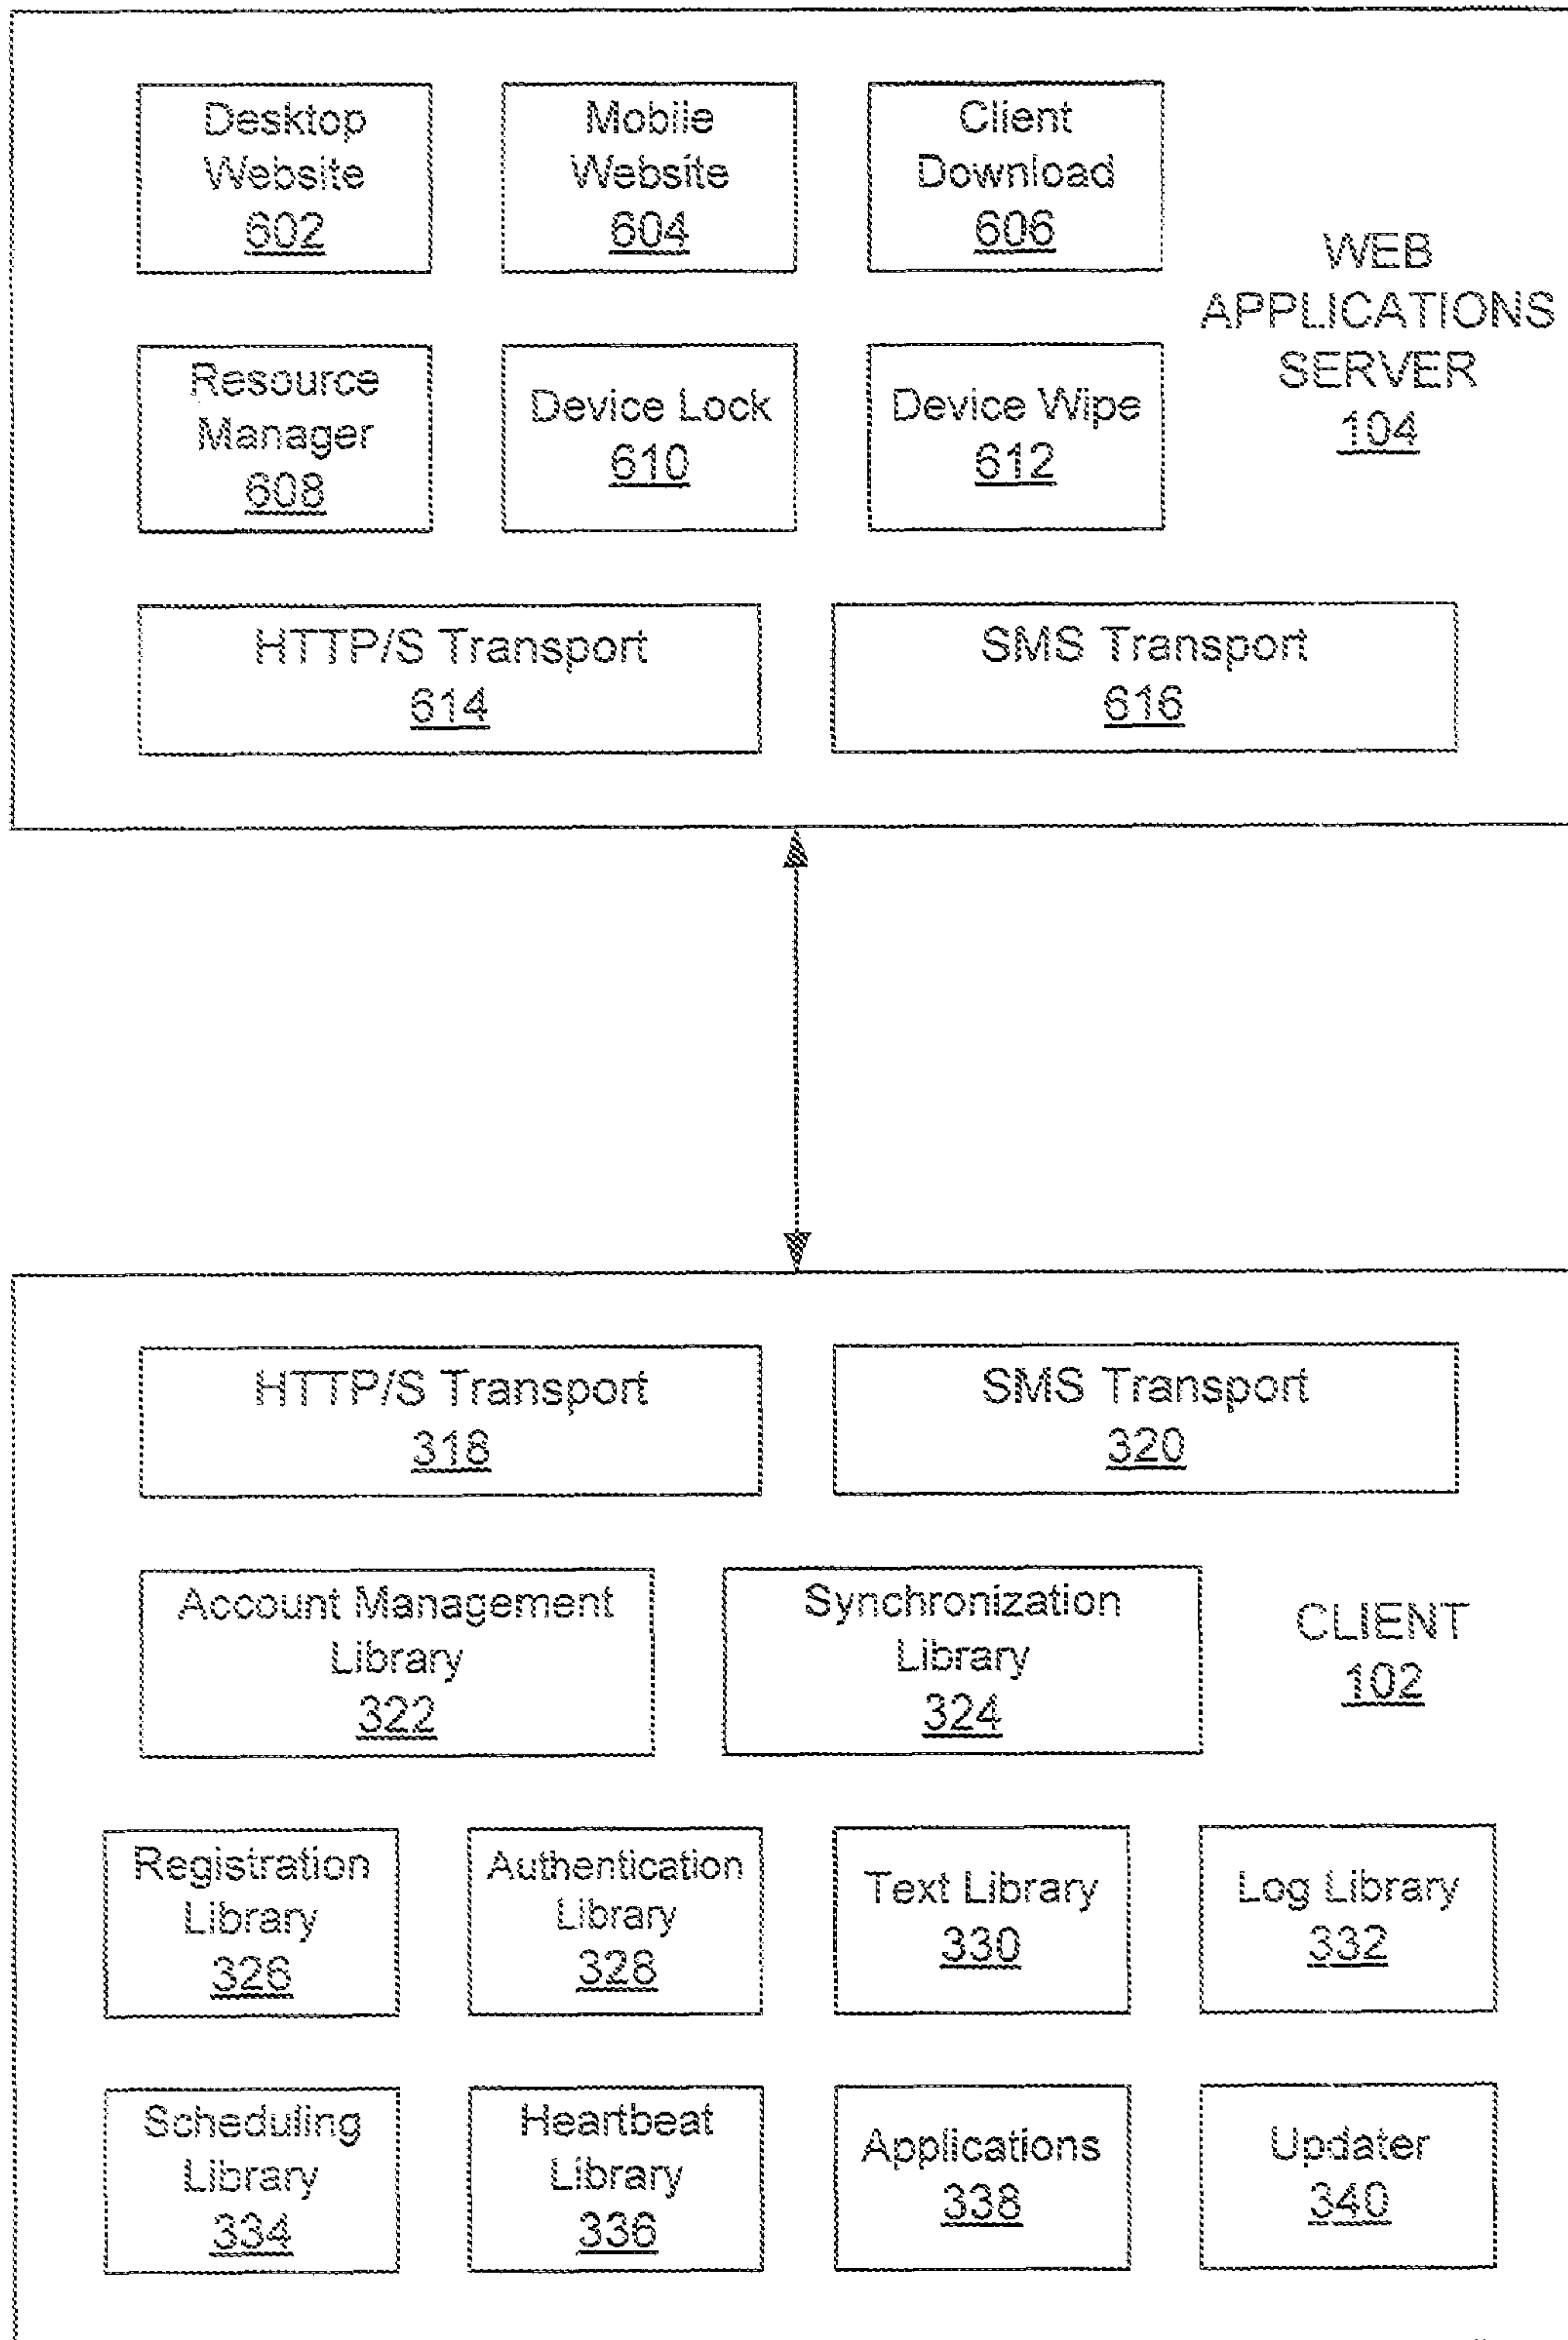 Desktop
Website
602
Mobile
Website
604
Client
Download
606
WEB
APPLICATIONS
SERVER
104
Resource
Manager
608
Device Lock
610
Device Wipe
612
HTTP/S Transport
614
SMS Transport
616
HTTP/S Transport
318
SMS Transport
320
Account Management
Library
322
Synchronization
Library
324
CLIENT
102
Registration
Library
326
Authentication
Library
328
Text Library
330
Log Library
332
Scheduling
Library
334
Heartbeat
Library
336
Applications
338
Updater
340